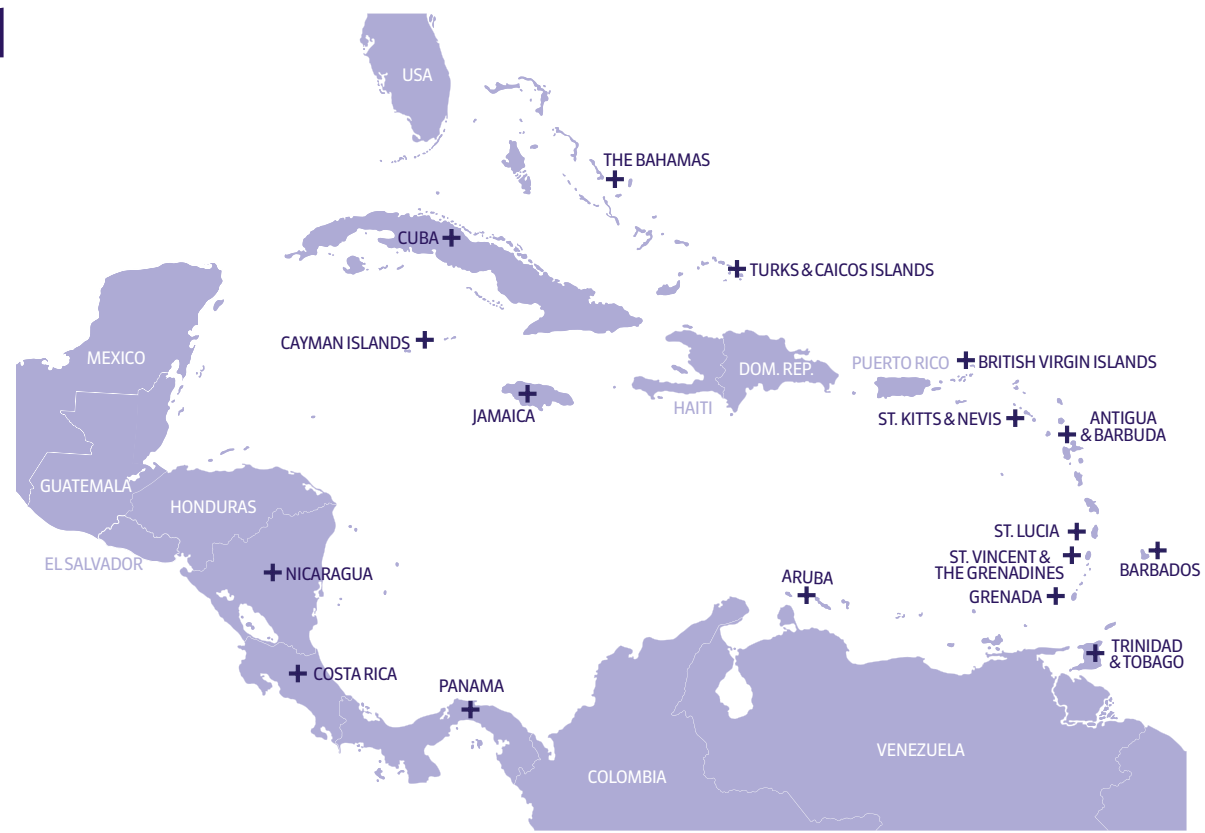 USA
THE BAHAMAS
CUBA
TURKS & CAICOS ISLANDS
CAYMAN ISLANDS
MEXICO
DOM. REP.
PUERTO RICO
BRITISH VIRGIN ISLANDS
HAITI
JAMAICA
ST. KITTS & NEVIS
ANTIGUA
& BARBUDA
GUATEMALA
HONDURAS
ST. LUCIA
EL SALVADOR
ST. VINCENT &
THE GRENADINES
BARBADOS
NICARAGUA
ARUBA
GRENADA
TRINIDAD
& TOBAGO
COSTA RICA
PANAMA
VENEZUELA
COLOMBIA